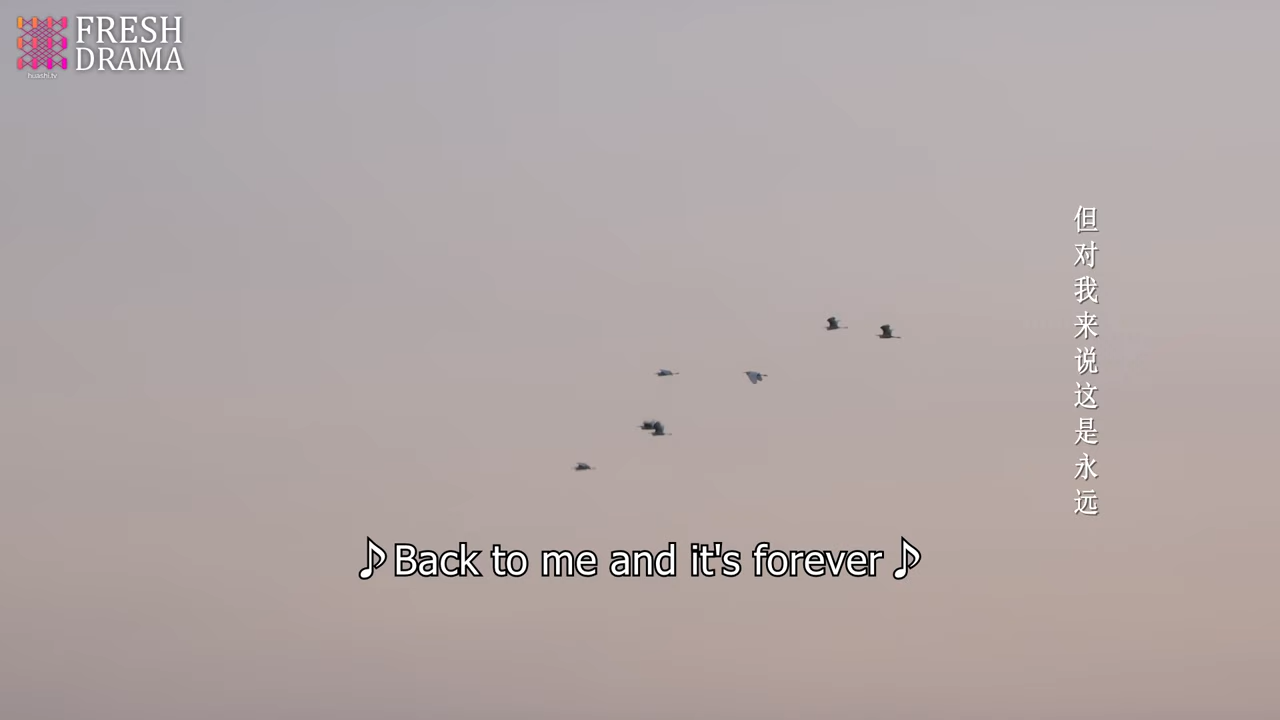 FRESH
DRAMA
huashi.tv
但对我来说这是永远
♪Back to me and it's forever♪